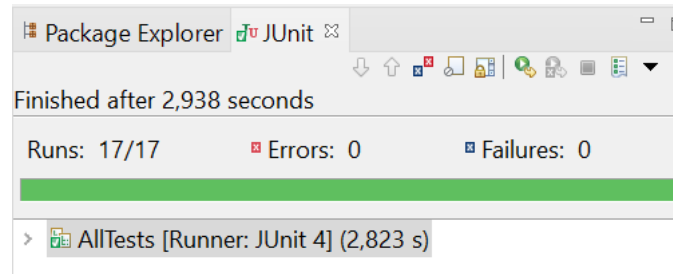 Package Explorer JUnit
Finished after 2,938 seconds
Runs: 17/17 Errors: 0 Failures: 0
AllTests [Runner: JUnit 4] (2,823 s)